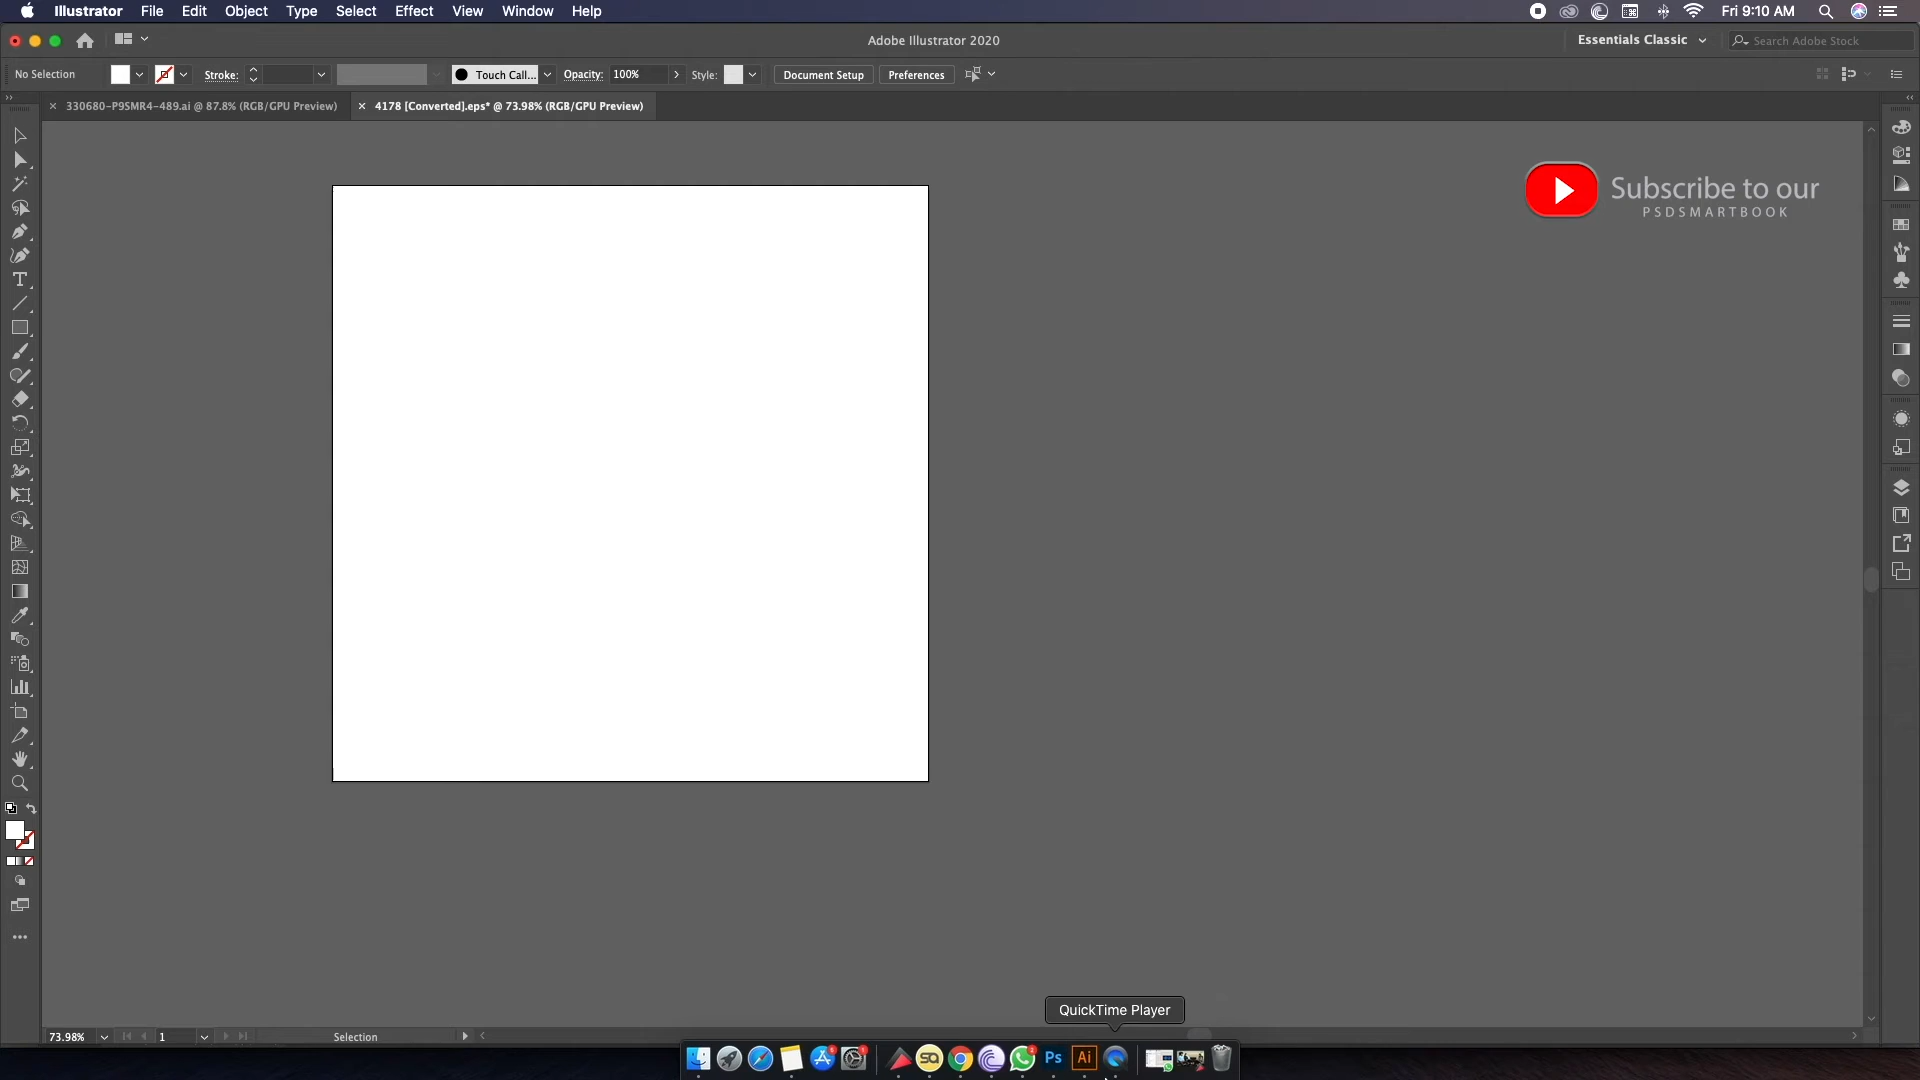 Illustrator File Edit Object Type Select Effect View Window Help
Fri 9:10 AM
Adobe Illustrator 2020
Essentials Classic
Search Adobe Stock
No Selection
Stroke:
Touch Call...
Opacity: 100%
Style:
Document Setup
Preferences
330680-P9SMR4-489.ai @ 87.8% (RGB/GPU Preview)
4178 [Converted].eps* @ 73.98% (RGB/GPU Preview)
Subscribe to our
PSDSMARTBOOK
QuickTime Player
73.98%
1
Selection
SQ
Ps
Ai